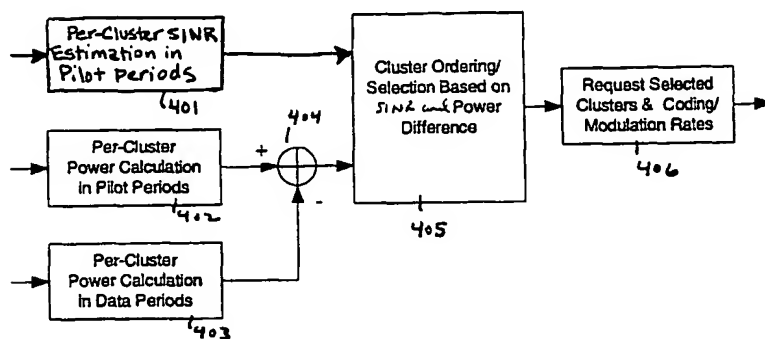 Per-Cluster SINR
Estimation in
Pilot Periods
401
Per-Cluster
Power Calculation
in Pilot Periods
402
Per-Cluster
Power Calculation
in Data Periods
403
404
+
-
Cluster Ordering/
Selection Based on
SINR and Power
Difference
405
Request Selected
Clusters & Coding/
Modulation Rates
406